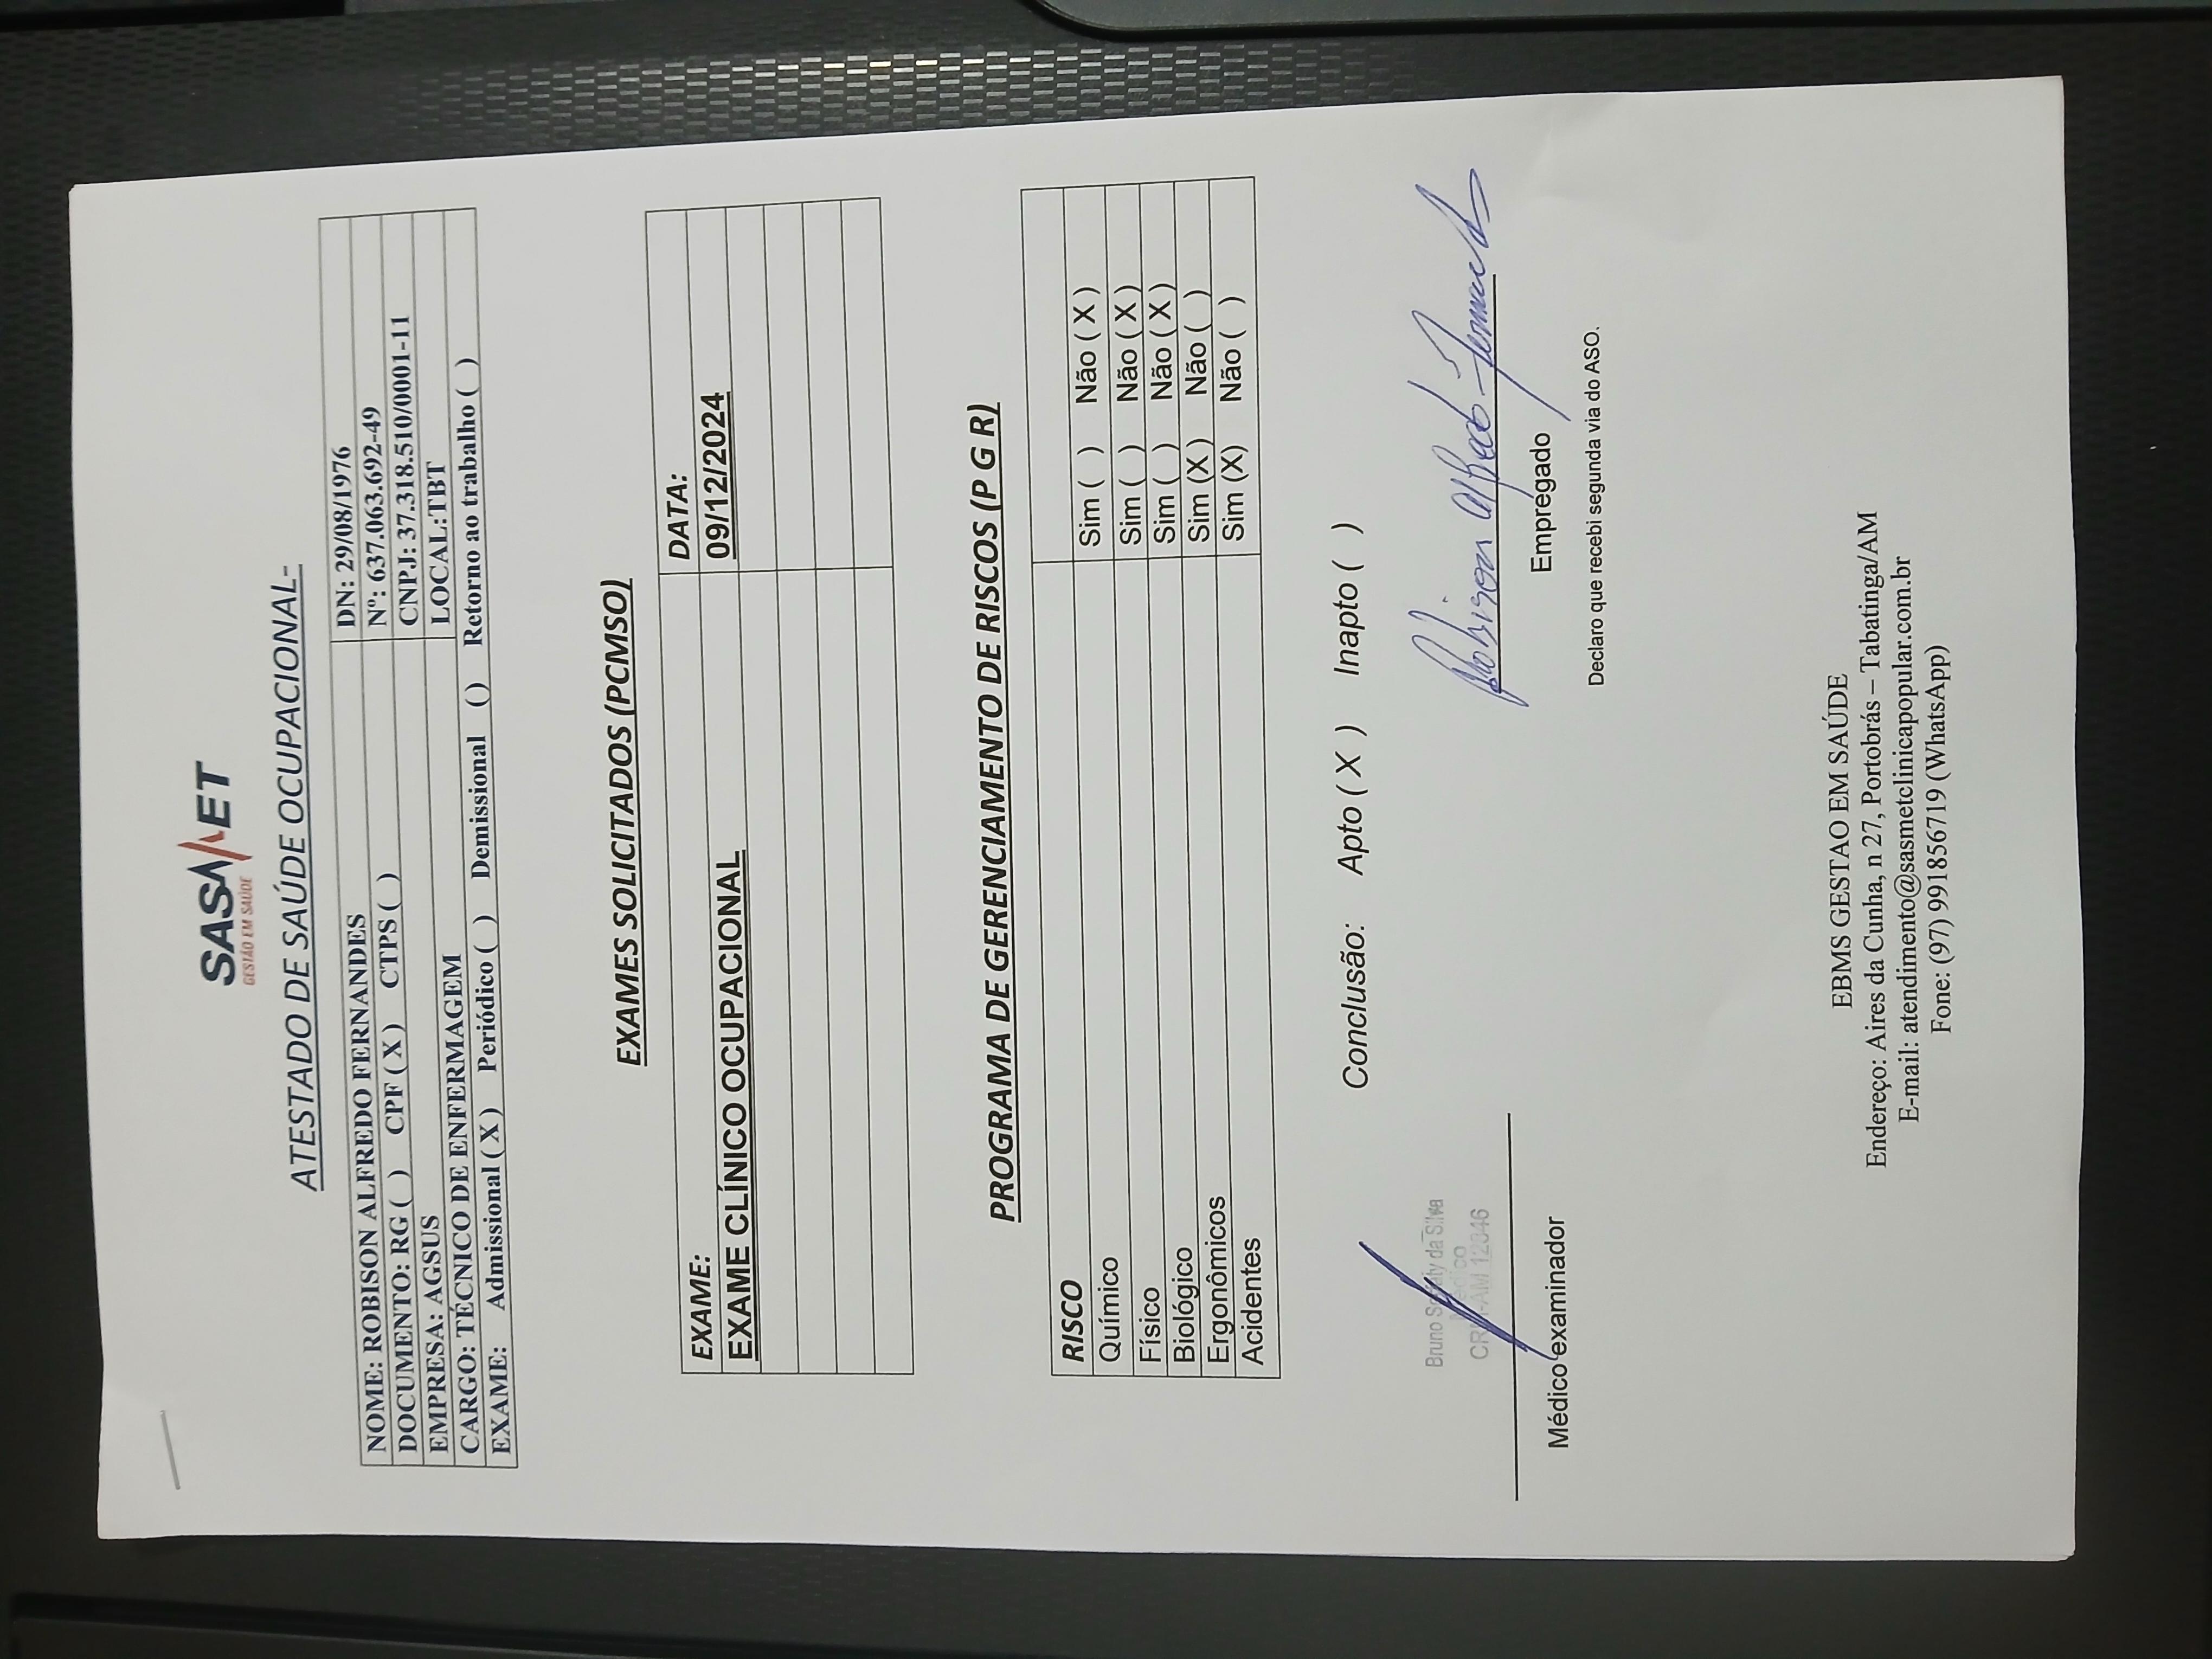 SASMET
GESTÃO EM SAÚDE
ATESTADO DE SAÚDE OCUPACIONAL-
NOME: ROBISON ALFREDO FERNANDES DN: 29/08/1976
DOCUMENTO: RG ( ) CPF ( X ) CTPS ( ) Nº: 637.063.692-49
EMPRESA: AGSUS CNPJ: 37.318.510/0001-11
CARGO: TÉCNICO DE ENFERMAGEM LOCAL:TBT
EXAME: Admissional ( X ) Periódico ( ) Demissional ( ) Retorno ao trabalho ( )
EXAMES SOLICITADOS (PCMSO)
EXAME: DATA:
EXAME CLÍNICO OCUPACIONAL 09/12/2024
PROGRAMA DE GERENCIAMENTO DE RISCOS (P G R)
RISCO
Químico Sim ( ) Não ( X )
Físico Sim ( ) Não ( X )
Biológico Sim ( ) Não ( X )
Ergonômicos Sim (X ) Não ( )
Acidentes Sim (X) Não ( )
Conclusão: Apto ( X ) Inapto ( )
Bruno da Silva
Médico
CRM-AM
Robison Alfredo Fernandes
Médico examinador
Empregado
Declaro que recebi segunda via do ASO.
EBMS GESTAO EM SAÚDE
Endereço: Aires da Cunha, n 27, Portobrás – Tabatinga/AM
E-mail: atendimento@sasmetclinicapopular.com.br
Fone: (97) 991856719 (WhatsApp)